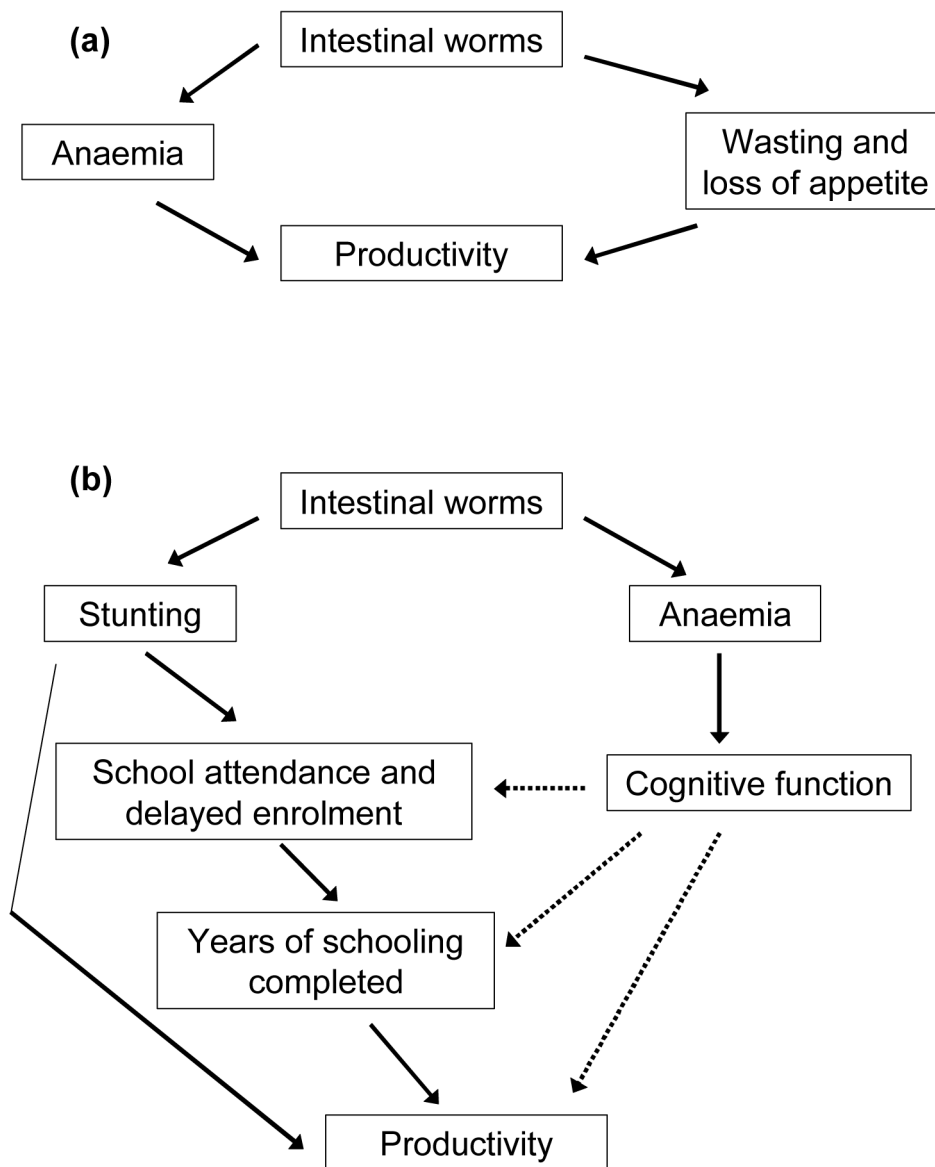 (a)
Intestinal worms
Anaemia
Wasting and
loss of appetite
Productivity
(b)
Intestinal worms
Stunting
Anaemia
School attendance and
delayed enrolment
Cognitive function
Years of schooling
completed
Productivity